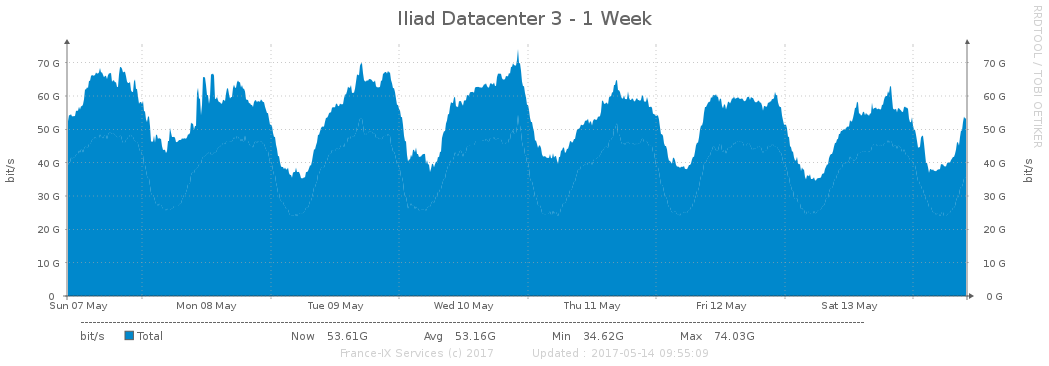 Iliad Datacenter 3 - 1 Week
RRDTOOL / TOBI OETIKER
bit/s
bit/s
70 G 70 G
60 G 60 G
50 G 50 G
40 G 40 G
30 G 30 G
20 G 20 G
10 G 10 G
0 0 G
Sun 07 May Mon 08 May Tue 09 May Wed 10 May Thu 11 May Fri 12 May Sat 13 May
bit/s Total Now 53.61G Avg 53.16G Min 34.62G Max 74.03G
France-IX Services (c) 2017 Updated : 2017-05-14 09:55:09